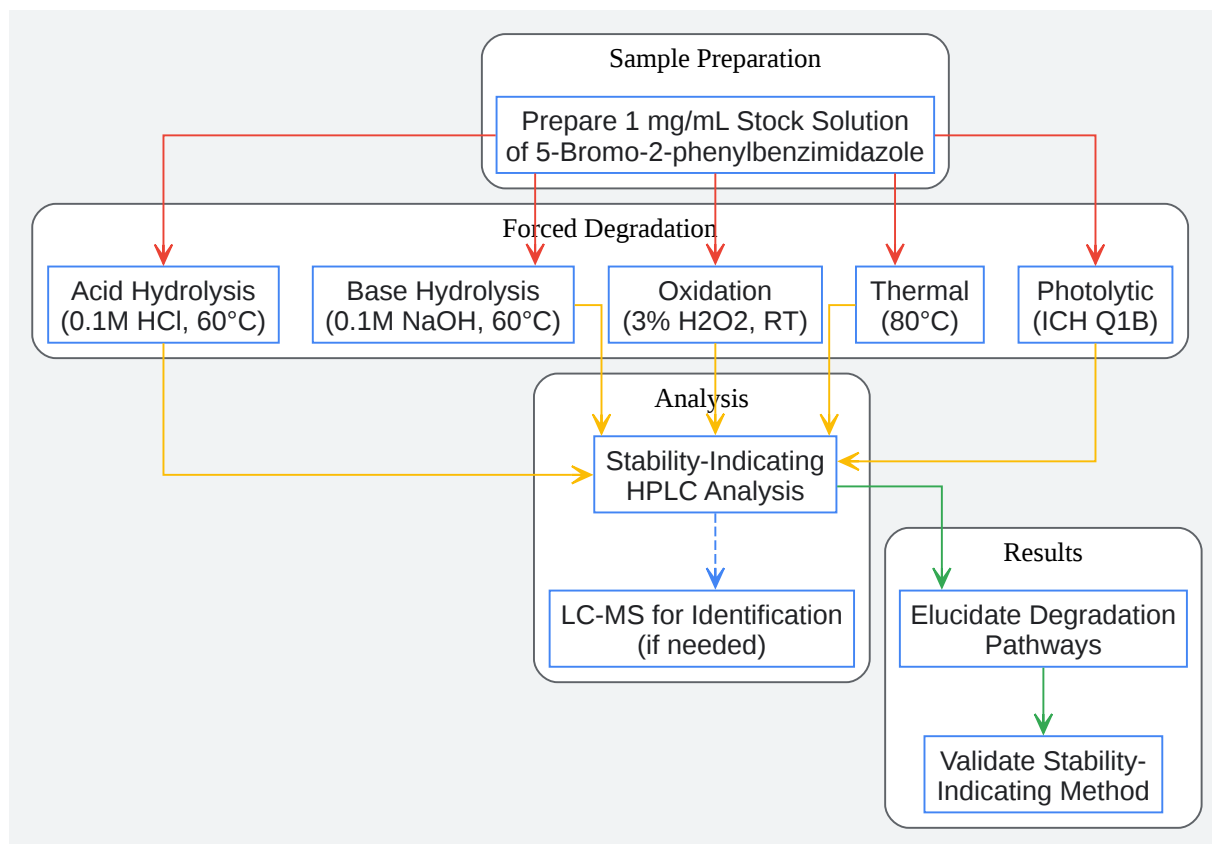 Sample Preparation
Prepare 1 mg/mL Stock Solution
of 5-Bromo-2-phenylbenzimidazole
Forced Degradation
Acid Hydrolysis
(0.1M HCl, 60°C)
Base Hydrolysis
(0.1M NaOH, 60°C)
Oxidation
(3% H2O2, RT)
Thermal
(80°C)
Photolytic
(ICH Q1B)
Analysis
Stability-Indicating
HPLC Analysis
LC-MS for Identification
(if needed)
Results
Elucidate Degradation
Pathways
Validate Stability-
Indicating Method